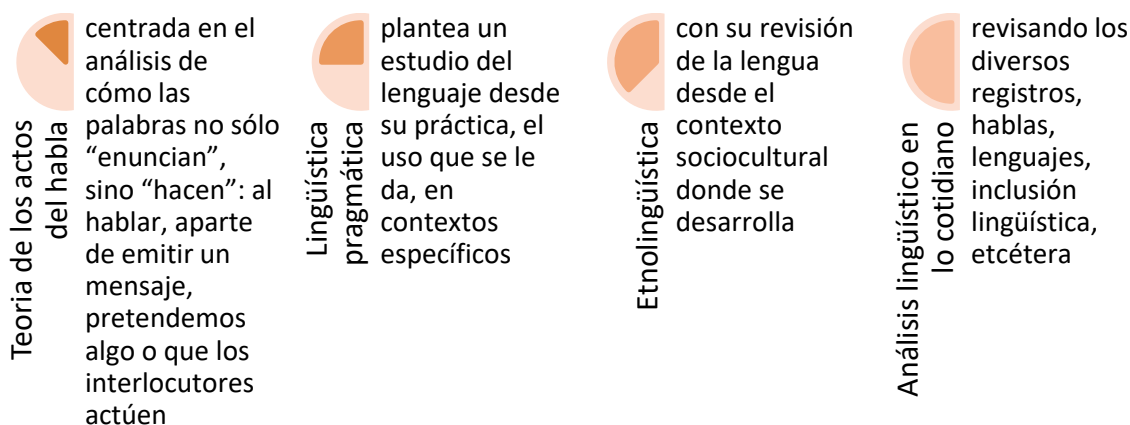 Teoria de los actos
del habla
centrada en el
análisis de
cómo las
palabras no sólo
“enuncian”,
sino “hacen”: al
hablar, aparte
de emitir un
mensaje,
pretendemos
algo o que los
interlocutores
actúen
Lingüística
pragmática
plantea un
estudio del
lenguaje desde
su práctica, el
uso que se le
da, en
contextos
específicos
Etnolingüística
con su revisión
de la lengua
desde el
contexto
sociocultural
donde se
desarrolla
Análisis lingüístico en
lo cotidiano
revisando los
diversos
registros,
hablas,
lenguajes,
inclusión
lingüística,
etcétera